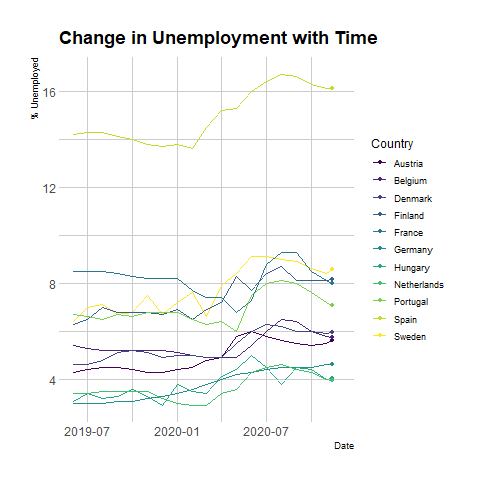 Change in Unemployment with Time
% Unemployed
16
12
8
4
2019-07
2020-01
2020-07
Date
Country
Austria
Belgium
Denmark
Finland
France
Germany
Hungary
Netherlands
Portugal
Spain
Sweden